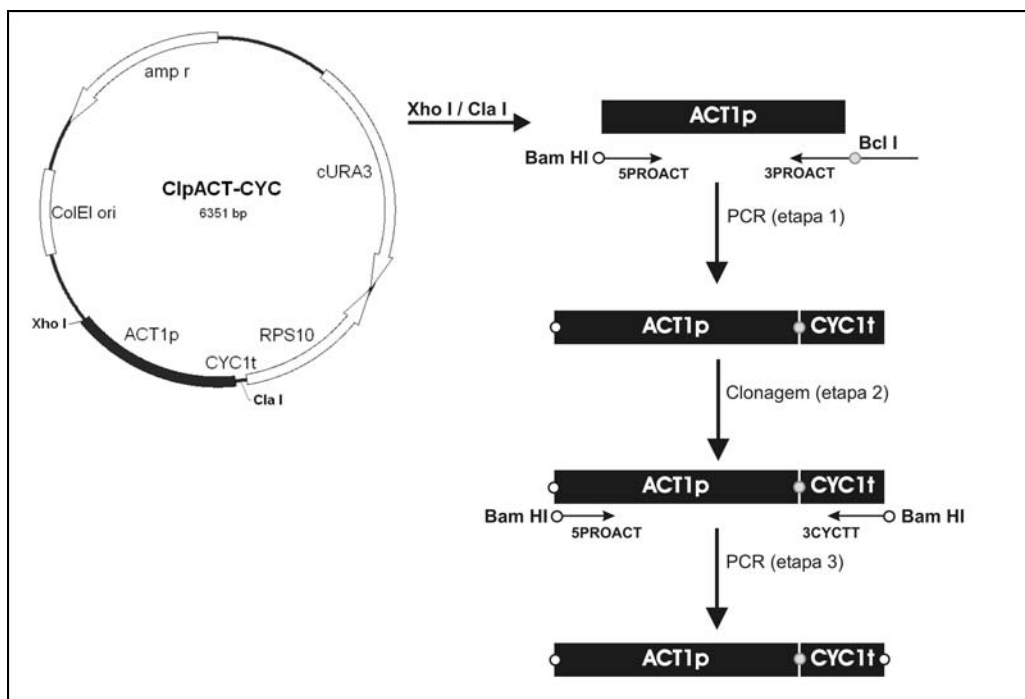 amp r
cURA3
ClpACT-CYC
6351 bp
ColEI ori
Xho I
ACT1p
CYC1t
RPS10
Cla I
Xho I / Cla I
ACT1p
Bam HI
5PROACT
3PROACT
Bcl I
PCR (etapa 1)
ACT1p
CYC1t
Clonagem (etapa 2)
ACT1p
CYC1t
Bam HI
5PROACT
3CYCTT
Bam HI
PCR (etapa 3)
ACT1p
CYC1t